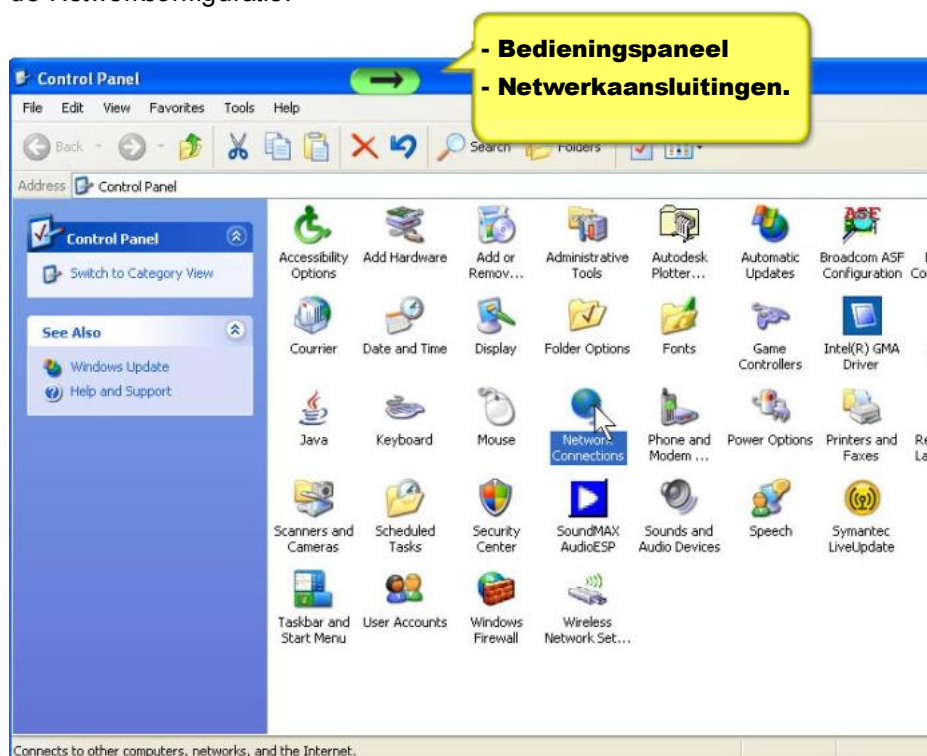 de Netwerkconfiguratie.
- Bedieningspaneel
- Netwerkaansluitingen.
Control Panel
File Edit View Favorites Tools Help
Back Search Folders
Address Control Panel
Control Panel
Switch to Category View
See Also
Windows Update
Help and Support
Accessibility
Options
Add Hardware
Add or
Remov...
Administrative
Tools
Autodesk
Plotter...
Automatic
Updates
Broadcom ASF
Configuration
Courrier
Date and Time
Display
Folder Options
Fonts
Game
Controllers
Intel(R) GMA
Driver
Java
Keyboard
Mouse
Network
Connections
Phone and
Modem ...
Power Options
Printers and
Faxes
Scanners and
Cameras
Scheduled
Tasks
Security
Center
SoundMAX
AudioESP
Sounds and
Audio Devices
Speech
Symantec
LiveUpdate
Taskbar and
Start Menu
User Accounts
Windows
Firewall
Wireless
Network Set...
Connects to other computers, networks, and the Internet.